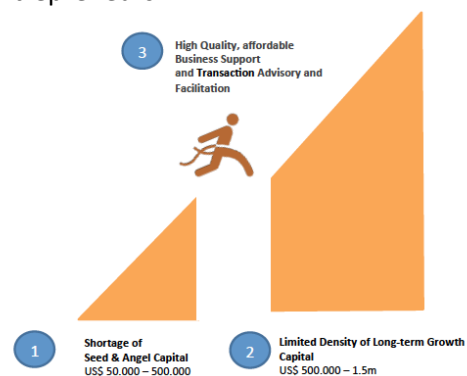 3
High Quality, affordable
Business Support
and Transaction Advisory and
Facilitation
1
Shortage of
Seed & Angel Capital
US$ 50.000 – 500.000
2
Limited Density of Long-term Growth
Capital
US$ 500.000 – 1.5m